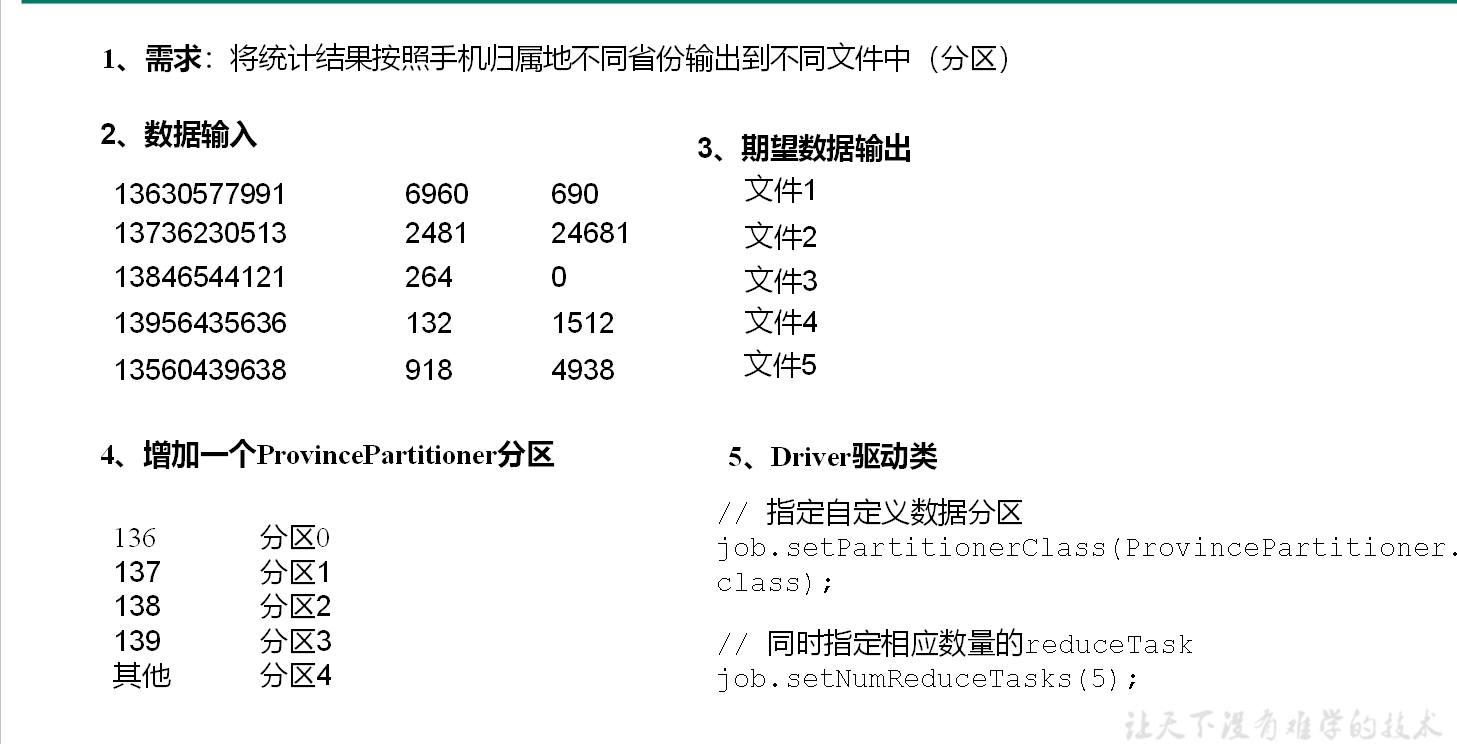 1、需求：将统计结果按照手机归属地不同省份输出到不同文件中（分区）
2、数据输入
13630577991 6960 690
13736230513 2481 24681
13846544121 264 0
13956435636 132 1512
13560439638 918 4938
3、期望数据输出
文件1
文件2
文件3
文件4
文件5
4、增加一个ProvincePartitioner分区
136 分区0
137 分区1
138 分区2
139 分区3
其他 分区4
5、Driver驱动类
// 指定自定义数据分区
job.setPartitionerClass(ProvincePartitioner.
class);
// 同时指定相应数量的reduceTask
job.setNumReduceTasks(5);
让天下没有难学的技术